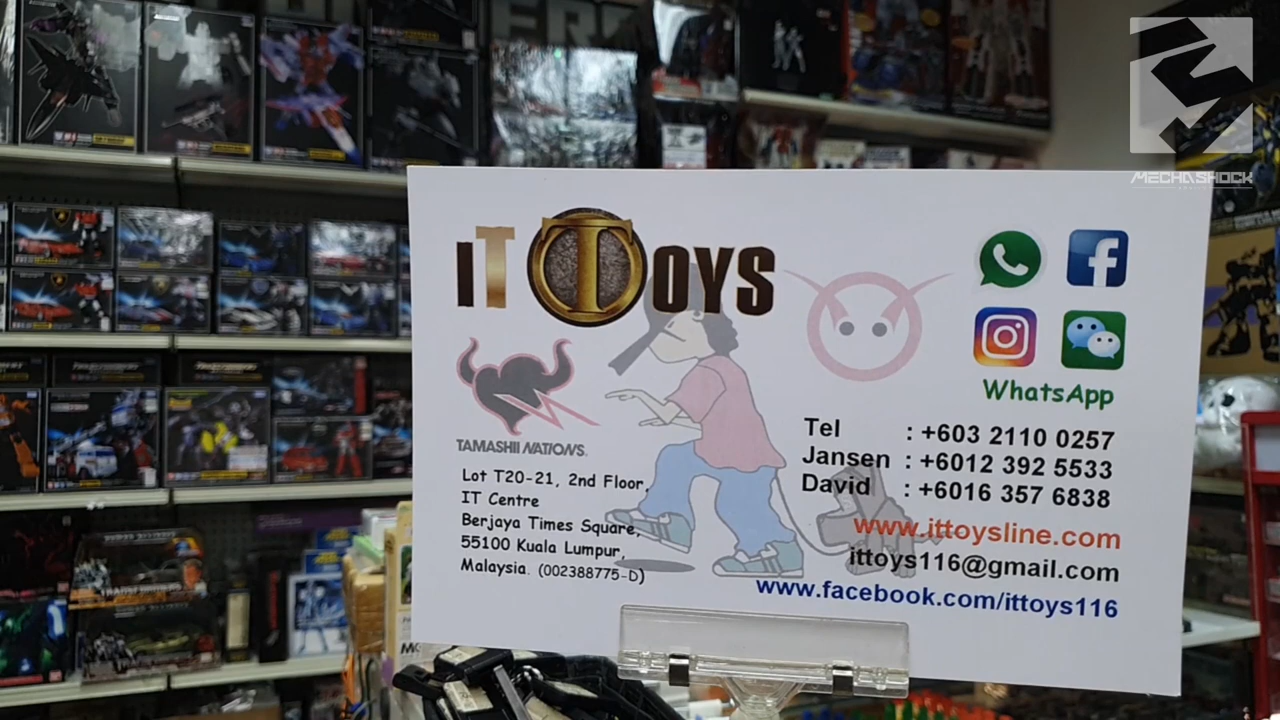 MECHASHOCK
IT TOYS
TAMASHII NATIONS.
Lot T20-21, 2nd Floor,
IT Centre
Berjaya Times Square,
55100 Kuala Lumpur,
Malaysia. (002388775-D)
WhatsApp
Tel : +603 2110 0257
Jansen : +6012 392 5533
David : +6016 357 6838
www.ittoysline.com
ittoys116@gmail.com
www.facebook.com/ittoys116